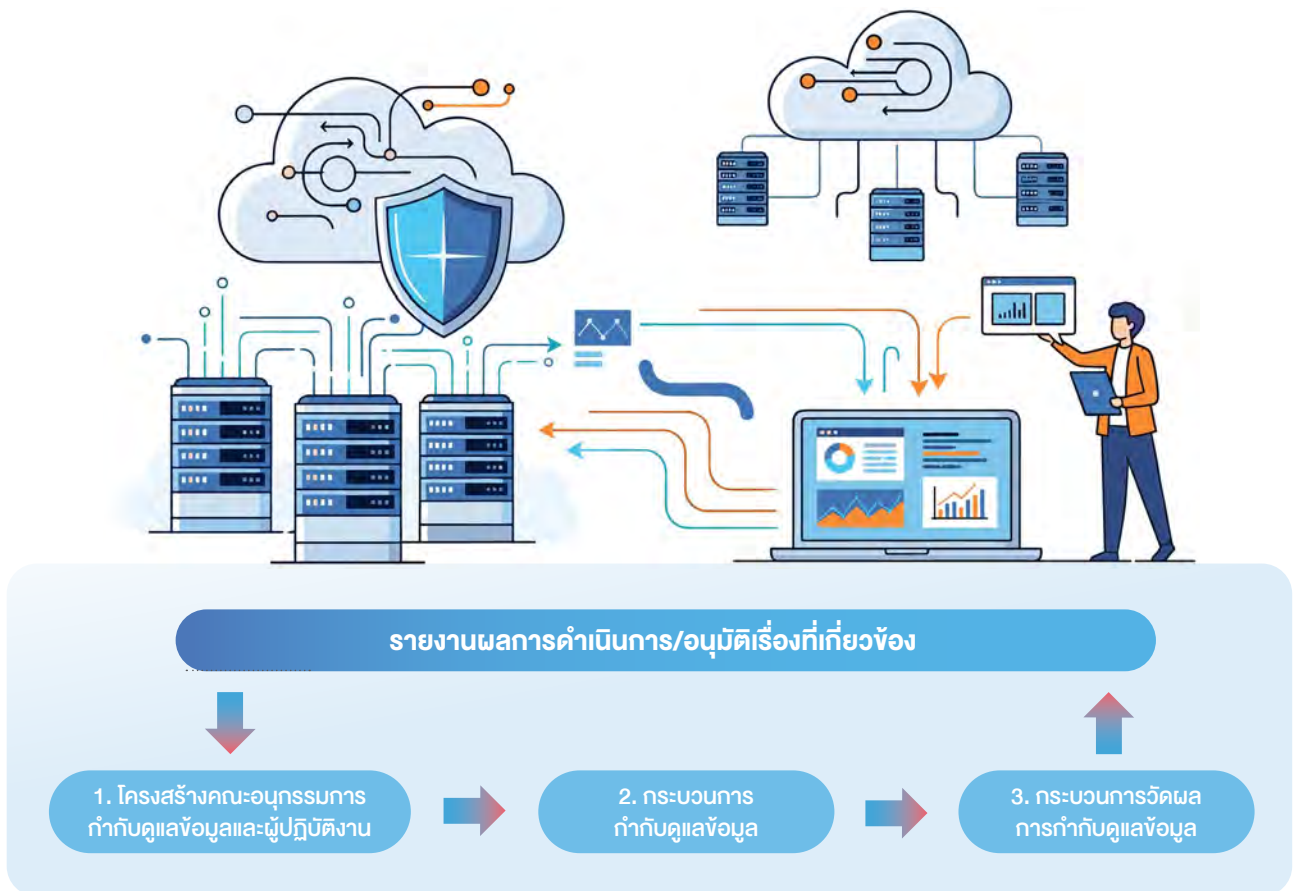 รายงานผลการดำเนินการ/อนุมัติเรื่องที่เกี่ยวข้อง
1. โครงสร้างคณะอนุกรรมการ
กำกับดูแลข้อมูลและผู้ปฏิบัติงาน
2. กระบวนการ
กำกับดูแลข้อมูล
3. กระบวนการวัดผล
การกำกับดูแลข้อมูล